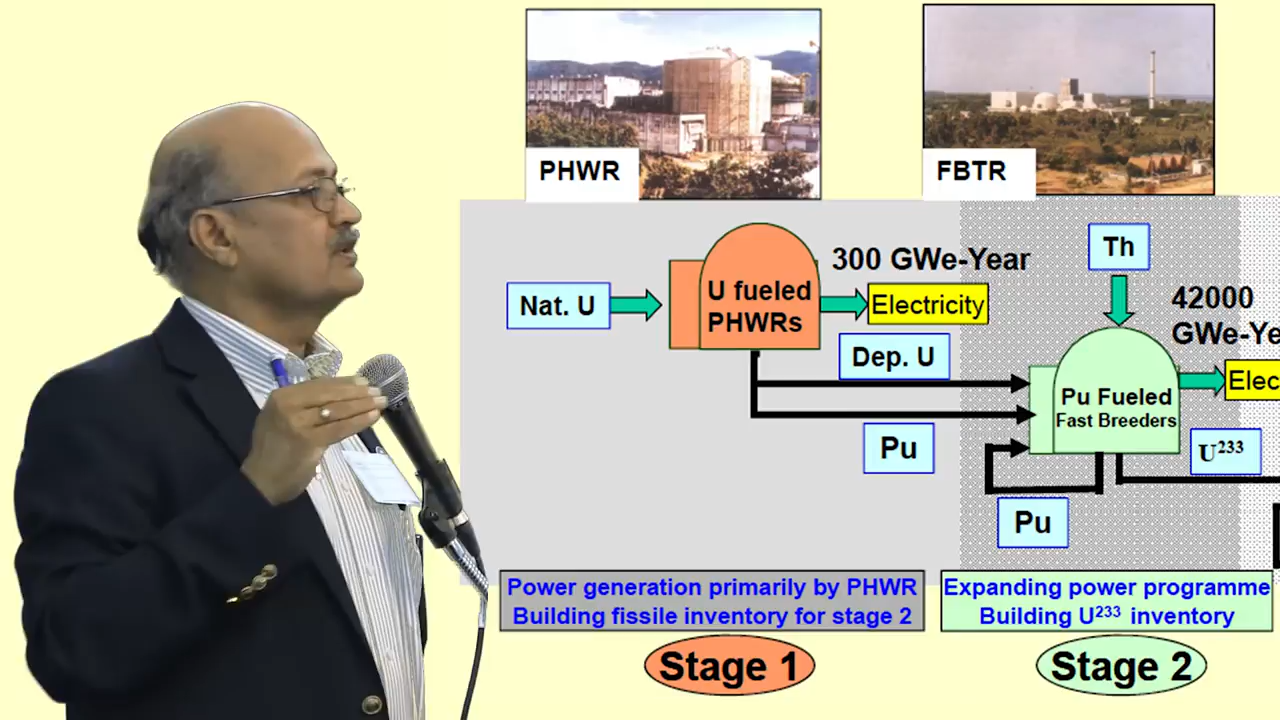 PHWR
FBTR
Th
300 GWe-Year
Nat. U
U fueled
PHWRs
Electricity
42000
GWe-Ye
Dep. U
Elec
Pu Fueled
Fast Breeders
Pu
U²³³
Pu
Power generation primarily by PHWR
Building fissile inventory for stage 2
Expanding power programme
Building U²³³ inventory
Stage 1
Stage 2